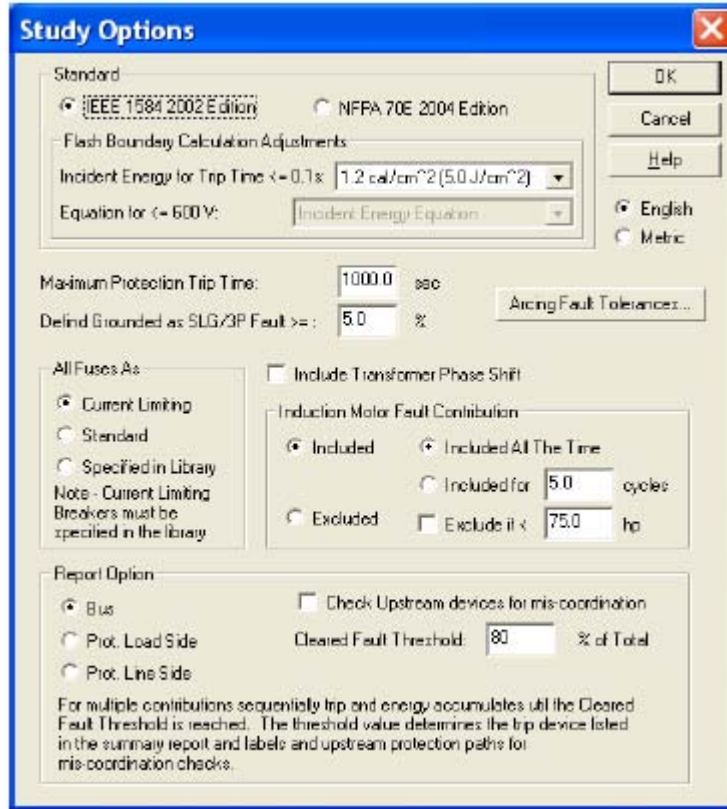 Study Options
Standard
IEEE 1584 2002 Edition
NFPA 70E 2004 Edition
OK
Cancel
Help
Flash Boundary Calculation Adjustments
Incident Energy for Trip Time <= 0.1s: 1.2 cal/cm^2 (5.0 J/cm^2)
Equation for <= 600 V: Incident Energy Equation
English
Metric
Maximum Protection Trip Time: 1000.0 sec
Defind Grounded as SLG/3P Fault >= : 5.0 %
Arcing Fault Tolerances...
All Fuses As
Current Limiting
Standard
Specified in Library
Note - Current Limiting
Breakers must be
specified in the library
Include Transformer Phase Shift
Induction Motor Fault Contribution
Included
Included All The Time
Included for 5.0 cycles
Excluded
Exclude if < 75.0 hp
Report Option
Bus
Prot. Load Side
Prot. Line Side
Check Upstream devices for mis-coordination
Cleared Fault Threshold: 80 % of Total
For multiple contributions sequentially trip and energy accumulates util the Cleared
Fault Threshold is reached. The threshold value determines the trip device listed
in the summary report and labels and upstream protection paths for
mis-coordination checks.